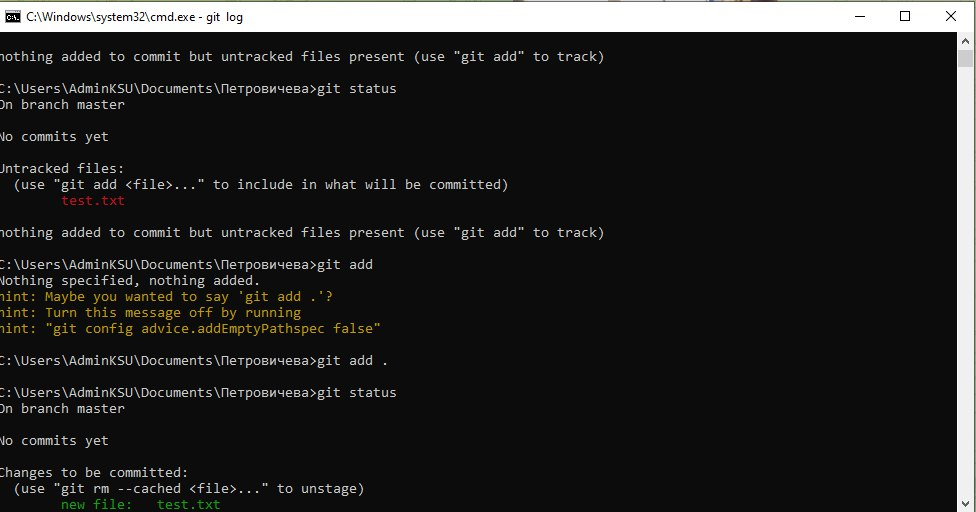 C:\Windows\system32\cmd.exe - git log
nothing added to commit but untracked files present (use "git add" to track)
C:\Users\AdminKSU\Documents\Петровичева>git status
On branch master
No commits yet
Untracked files:
(use "git add <file>..." to include in what will be committed)
test.txt
nothing added to commit but untracked files present (use "git add" to track)
C:\Users\AdminKSU\Documents\Петровичева>git add
Nothing specified, nothing added.
hint: Maybe you wanted to say 'git add .'?
hint: Turn this message off by running
hint: "git config advice.addEmptyPathspec false"
C:\Users\AdminKSU\Documents\Петровичева>git add .
C:\Users\AdminKSU\Documents\Петровичева>git status
On branch master
No commits yet
Changes to be committed:
(use "git rm --cached <file>..." to unstage)
new file:   test.txt